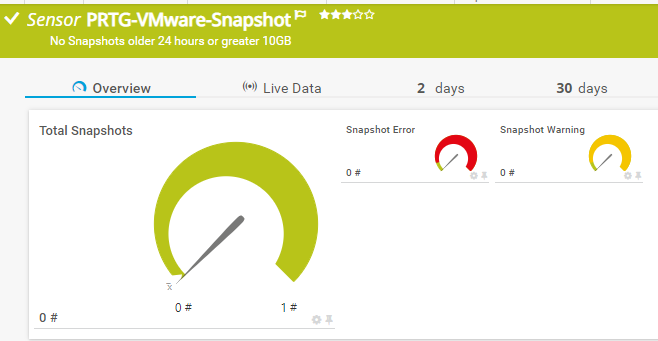 Sensor PRTG-VMware-Snapshot
No Snapshots older 24 hours or greater 10GB
Overview Live Data 2 days 30 days
Total Snapshots
Snapshot Error
Snapshot Warning
0 #
0 #
x̄
0 # 1 #
0 #